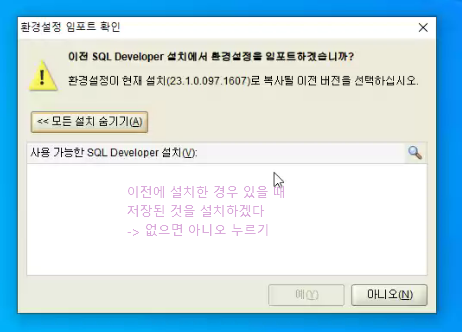 환경설정 임포트 확인
이전 SQL Developer 설치에서 환경설정을 임포트하겠습니까?
환경설정이 현재 설치(23.1.0.097.1607)로 복사될 이전 버전을 선택하십시오.
<< 모든 설치 숨기기(A)
사용 가능한 SQL Developer 설치(V):
이전에 설치한 경우 있을 때
저장된 것을 설치하겠다
-> 없으면 아니오 누르기
예(Y)
아니오(N)